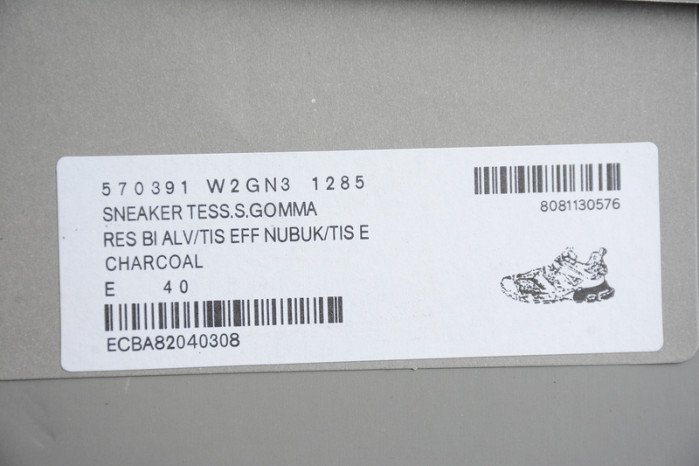 570391 W2GN3 1285
SNEAKER TESS.S.GOMMA
RES BI ALV/TIS EFF NUBUK/TIS E
CHARCOAL
E 40
ECBA82040308
8081130576